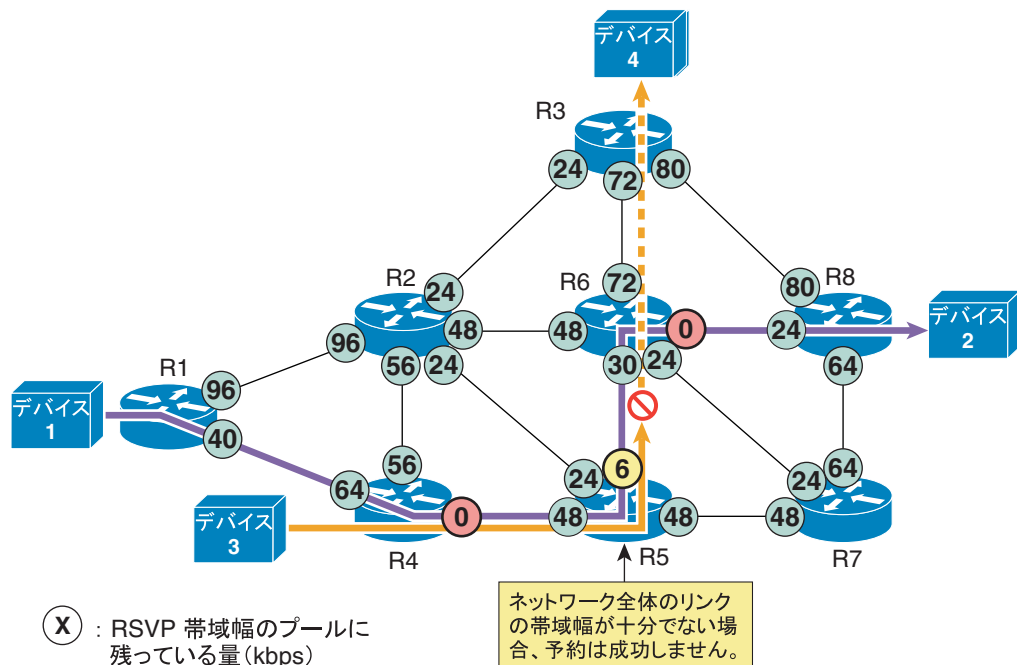 デバイス
4
R3
24
72
80
R2
R6
R8
24
72
80
48
48
0
24
デバイス
2
96
56
24
30
24
64
R1
96
デバイス
1
40
56
64
24
6
24
64
0
48
48
48
デバイス
3
R4
R5
R7
X : RSVP 帯域幅のプールに
残っている量(kbps)
ネットワーク全体のリンク
の帯域幅が十分でない場
合、予約は成功しません。